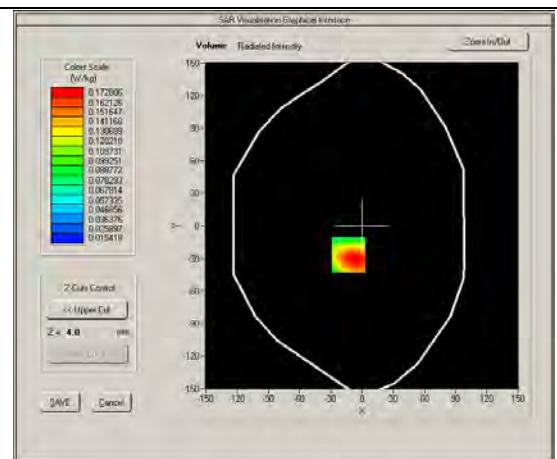 SAR Visualisation Graphical Interface
Volume Radiated Intensity
Zoom In/Out
Colors Scale
(W/kg)
0.172606
0.162126
0.151647
0.141168
0.130689
0.120210
0.109731
0.099251
0.088772
0.078293
0.067814
0.057335
0.046856
0.036376
0.025897
0.015418
150
120
90
60
30
0
-30
-60
-90
-120
-150
Y
-150 -120 -90 -60 -30 0 30 60 90 120 150
X
Z Cuts Control
<< Upper Cut
Z = 4.0 mm
SAVE Cancel